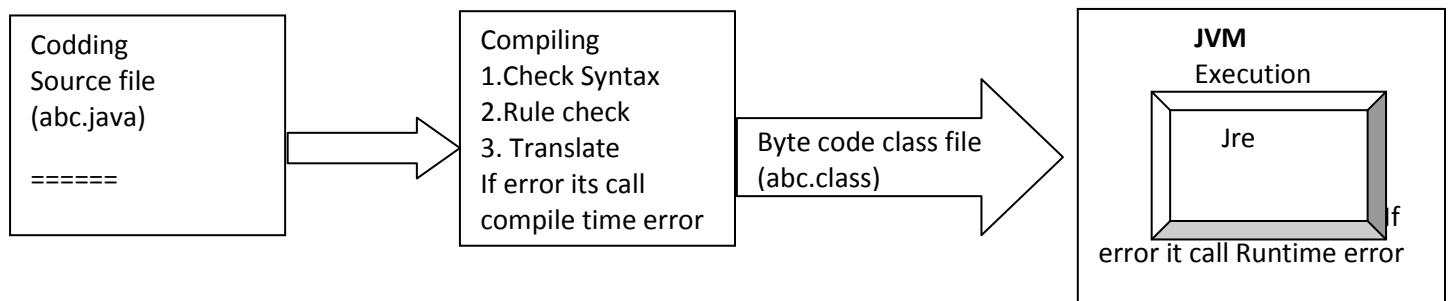 Codding
Source file
(abc.java)
======
Compiling
1.Check Syntax
2.Rule check
3. Translate
If error its call
compile time error
Byte code class file
(abc.class)
JVM
Execution
Jre
If
error it call Runtime error